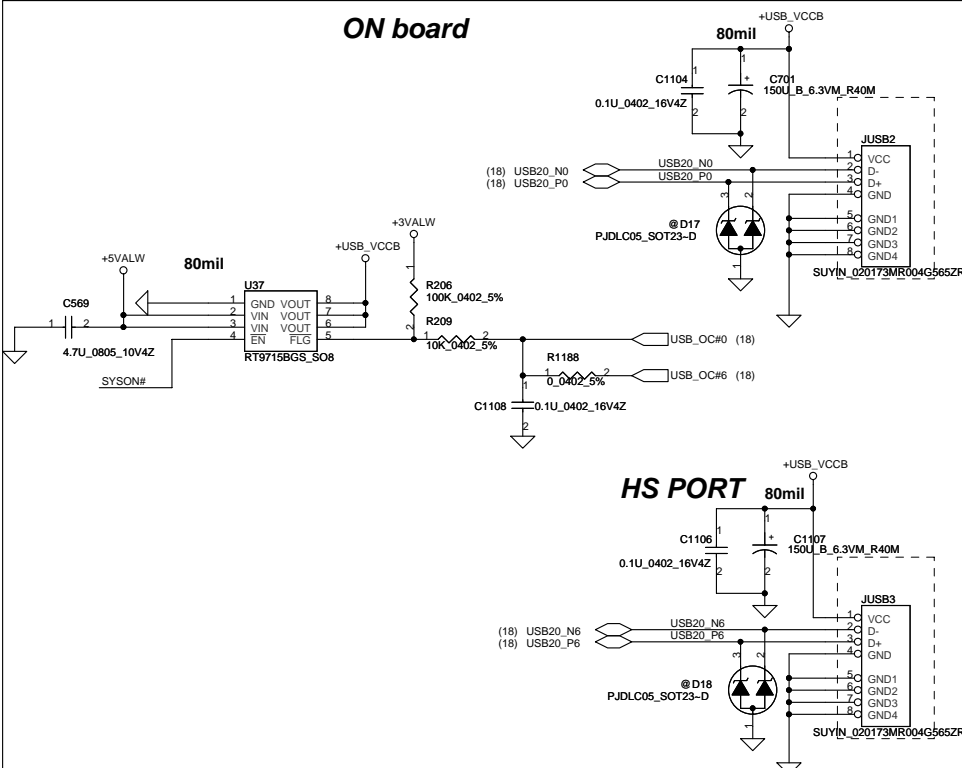 ON board
+USB_VCCB
80mil
1
1
+
C1104
0.1U_0402_16V4Z
2
C701
150U_B_6.3VM_R40M
2
JUSB2
1 VCC
2 D-
3 D+
4 GND
5 GND1
6 GND2
7 GND3
8 GND4
SUYIN_020173MR004G565ZR
(18) USB20_N0 USB20_N0
(18) USB20_P0 USB20_P0
3 2
@D17
PJDLC05_SOT23~D
1
+3VALW
+5VALW
80mil
+USB_VCCB
1
R206
100K_0402_5%
2
C569
1 2
4.7U_0805_10V4Z
U37
1 GND VOUT 8
2 VIN VOUT 7
3 VIN VOUT 6
4 EN FLG 5
RT9715BGS_SO8
SYSON#
R209
1 2
10K_0402_5%
USB_OC#0 (18)
R1188
1 2
0_0402_5%
USB_OC#6 (18)
1
C1108 0.1U_0402_16V4Z
2
HS PORT
+USB_VCCB
80mil
1
1
+
C1106
0.1U_0402_16V4Z
2
C1107
150U_B_6.3VM_R40M
2
JUSB3
1 VCC
2 D-
3 D+
4 GND
5 GND1
6 GND2
7 GND3
8 GND4
SUYIN_020173MR004G565ZR
(18) USB20_N6 USB20_N6
(18) USB20_P6 USB20_P6
3 2
@D18
PJDLC05_SOT23~D
1